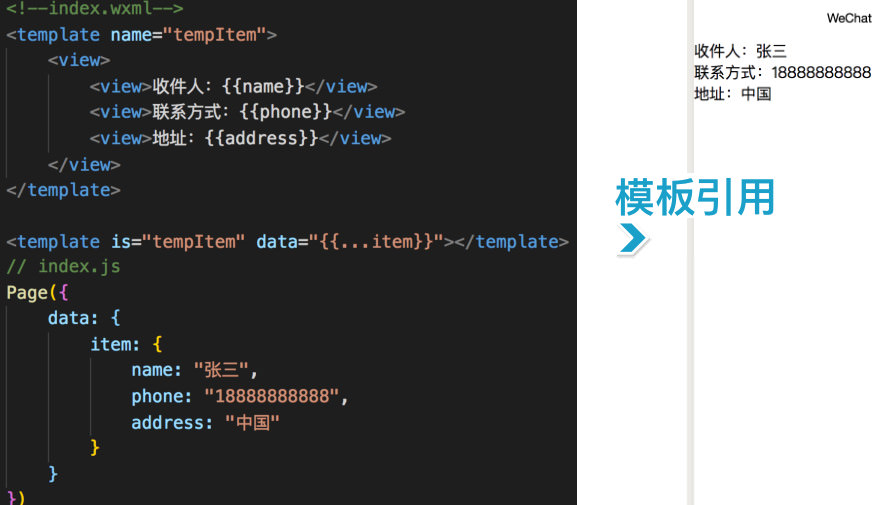 <!--index.wxml-->
<template name="tempItem">
<view>
<view>收件人：{{name}}</view>
<view>联系方式：{{phone}}</view>
<view>地址：{{address}}</view>
</view>
</template>
<template is="tempItem" data="{{...item}}"></template>
// index.js
Page({
data: {
item: {
name: "张三",
phone: "18888888888",
address: "中国"
}
}
})
模板引用
WeChat
收件人：张三
联系方式：18888888888
地址：中国